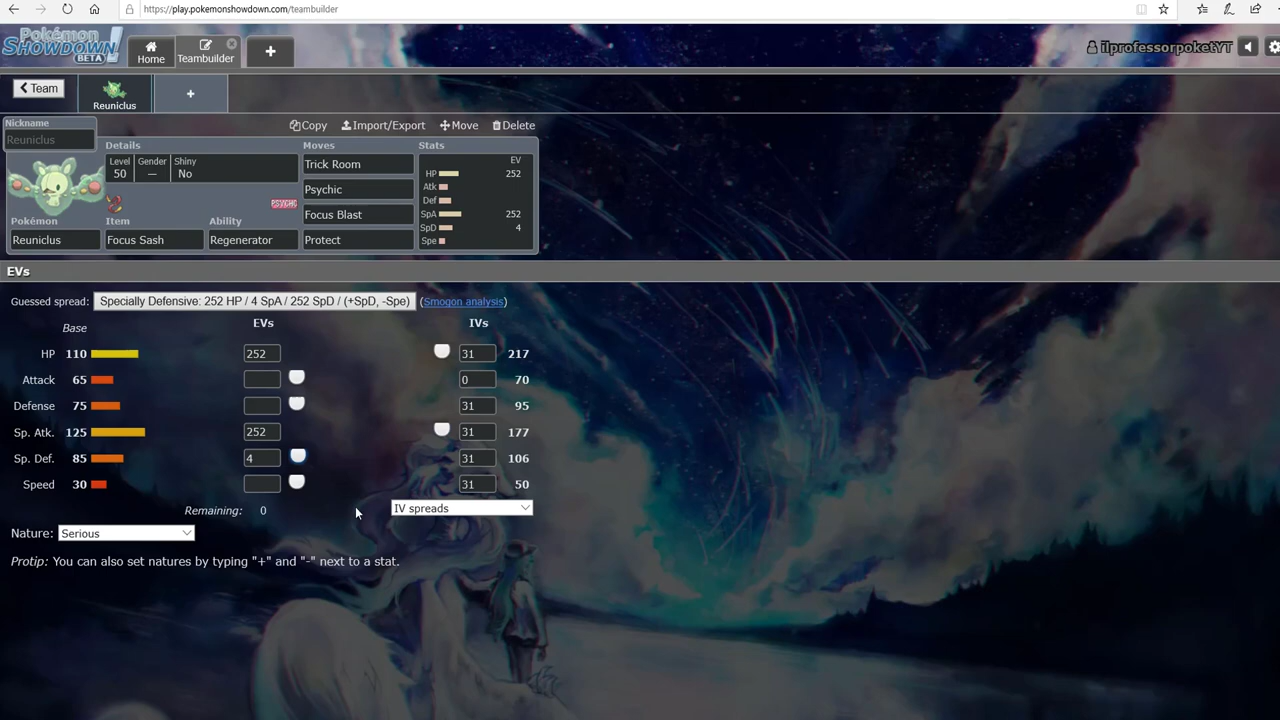 https://play.pokemonshowdown.com/teambuilder
Pokémon
SHOWDOWN!
BETA
Home
Teambuilder
+
ilprofessorpoketYT
Team
Reuniclus
+
Nickname
Reuniclus
Copy Import/Export Move Delete
Details Moves Stats
Level Gender Shiny
50 — No
Trick Room
Psychic
Focus Blast
Protect
EV
HP 252
Atk
Def
SpA 252
SpD 4
Spe
PSYCHIC
Pokémon Item Ability
Reuniclus Focus Sash Regenerator
EVs
Guessed spread: Specially Defensive: 252 HP / 4 SpA / 252 SpD / (+SpD, -Spe) (Smogon analysis)
Base EVs IVs
HP 110 252 31 217
Attack 65 0 70
Defense 75 31 95
Sp. Atk. 125 252 31 177
Sp. Def. 85 4 31 106
Speed 30 31 50
Remaining: 0 IV spreads
Nature: Serious
Protip: You can also set natures by typing "+" and "-" next to a stat.